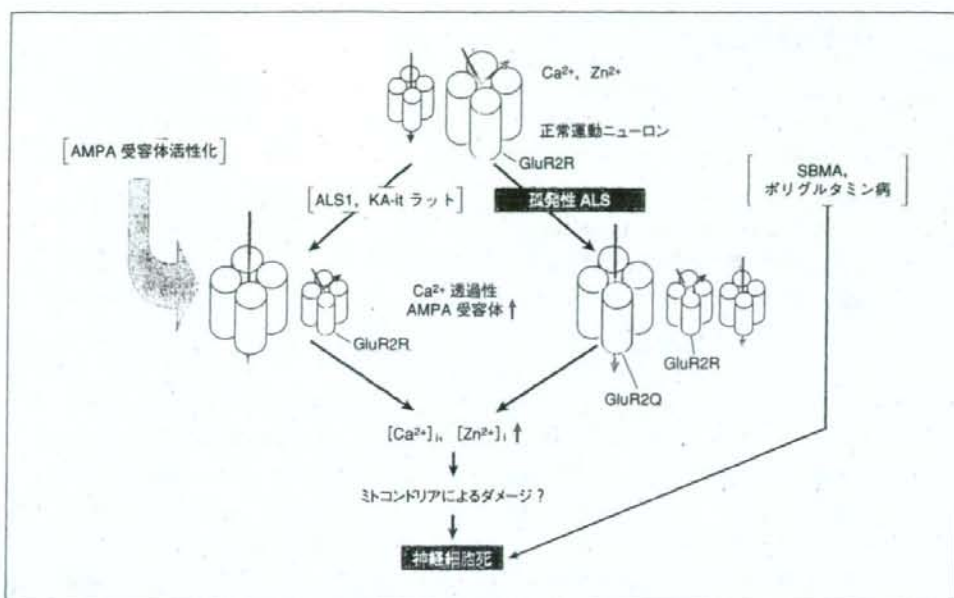 Ca²⁺, Zn²⁺
正常運動ニューロン
GluR2R
[AMPA 受容体活性化]
[ALS1, KA-it ラット]
孤発性 ALS
SBMA,
ポリグルタミン病
Ca²⁺ 透過性
AMPA 受容体↑
GluR2R
GluR2R
GluR2Q
[Ca²⁺]i, [Zn²⁺]i ↑
ミトコンドリアによるダメージ?
神経細胞死